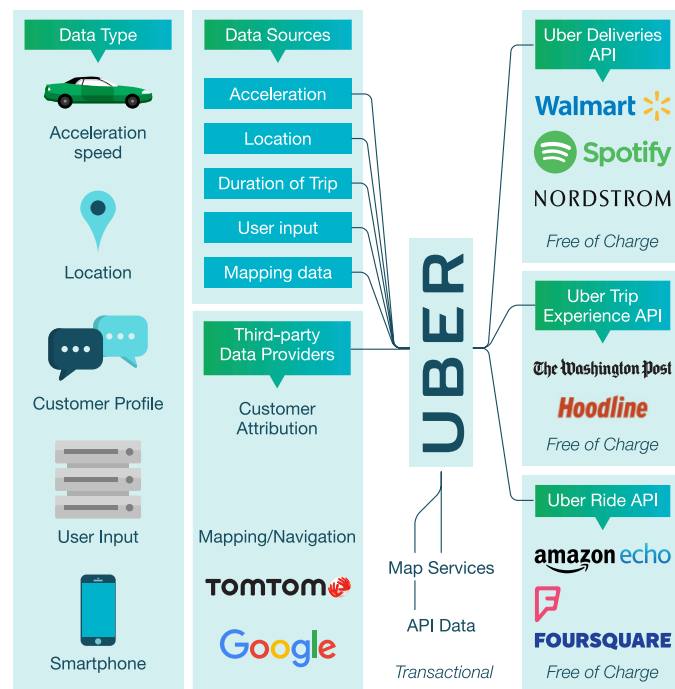 Data Type
Acceleration
speed
Location
Customer Profile
User Input
Smartphone
Data Sources
Acceleration
Location
Duration of Trip
User input
Mapping data
Third-party
Data Providers
Customer
Attribution
Mapping/Navigation
TOMTOM
Google
UBER
Map Services
API Data
Transactional
Uber Deliveries
API
Walmart
Spotify
NORDSTROM
Free of Charge
Uber Trip
Experience API
The Washington Post
Hoodline
Free of Charge
Uber Ride API
amazon echo
FOURSQUARE
Free of Charge